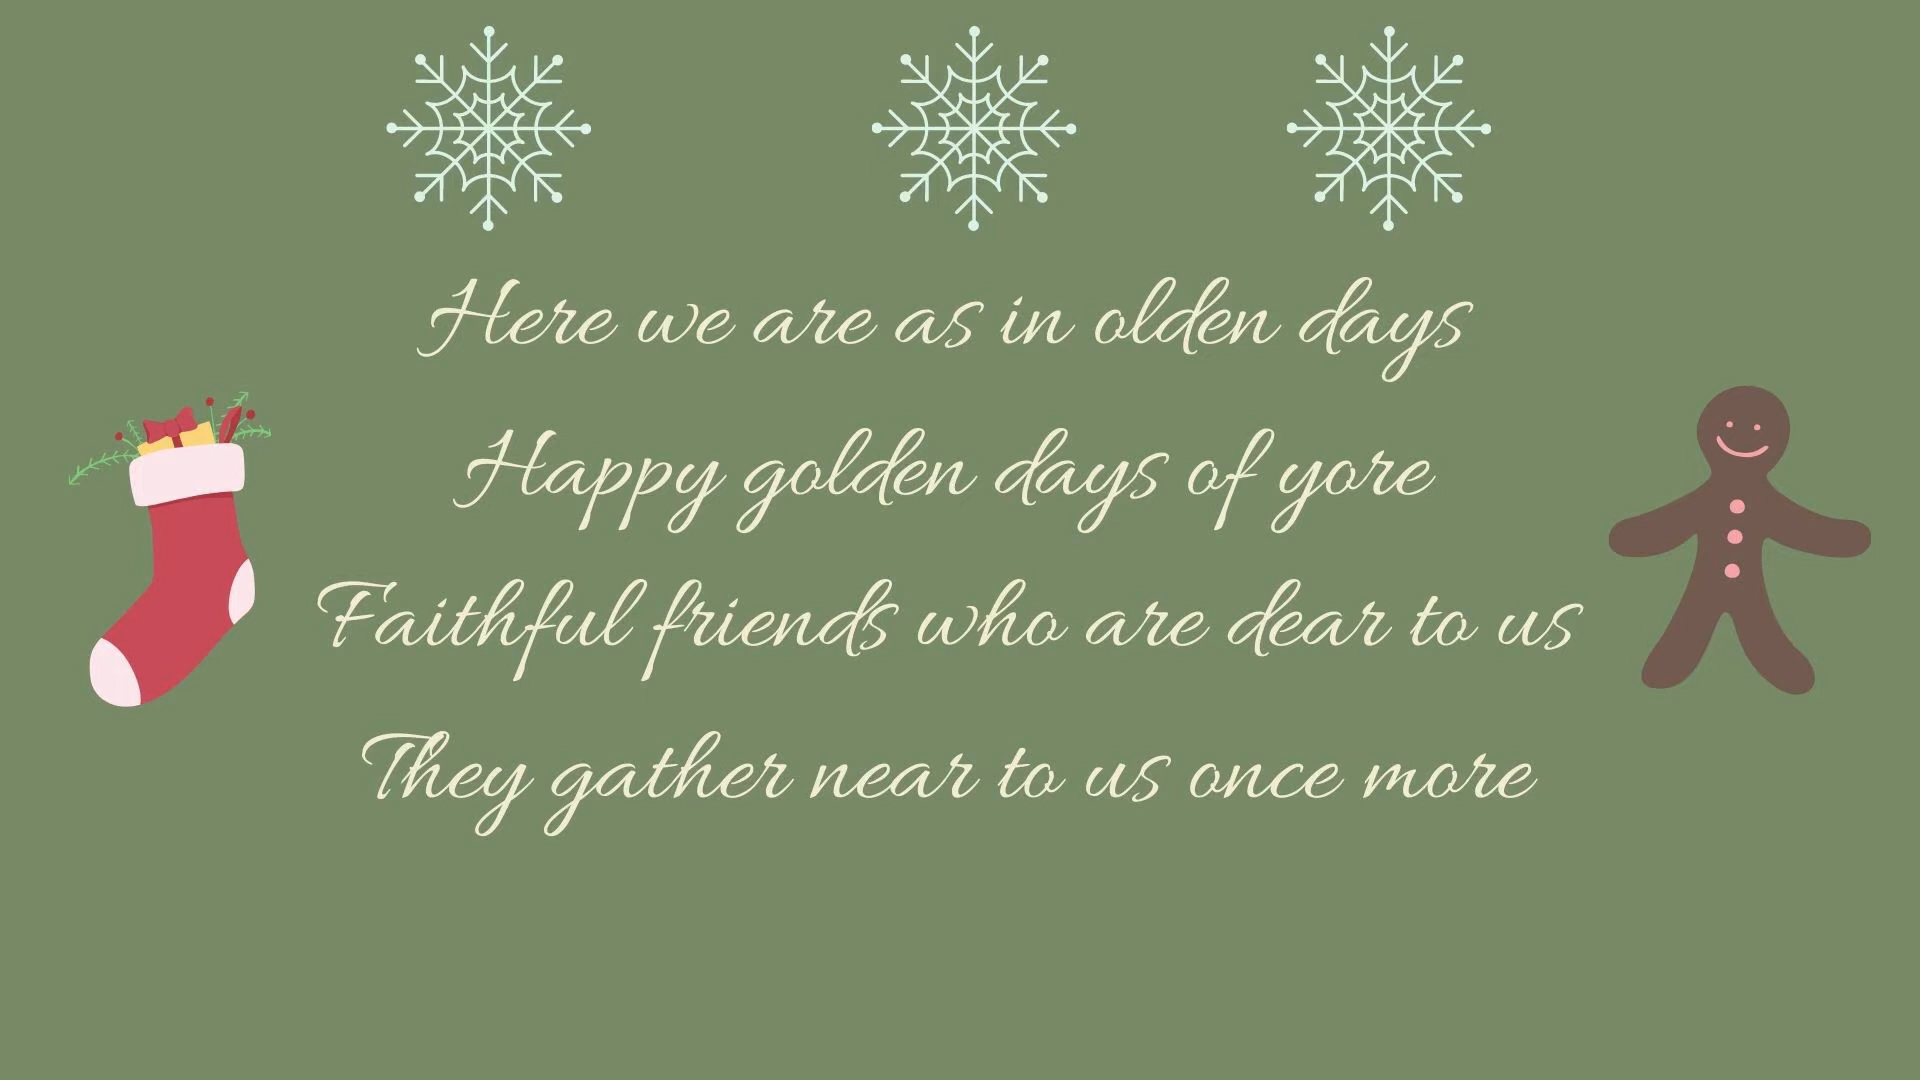 Here we are as in olden days
Happy golden days of yore
Faithful friends who are dear to us
They gather near to us once more